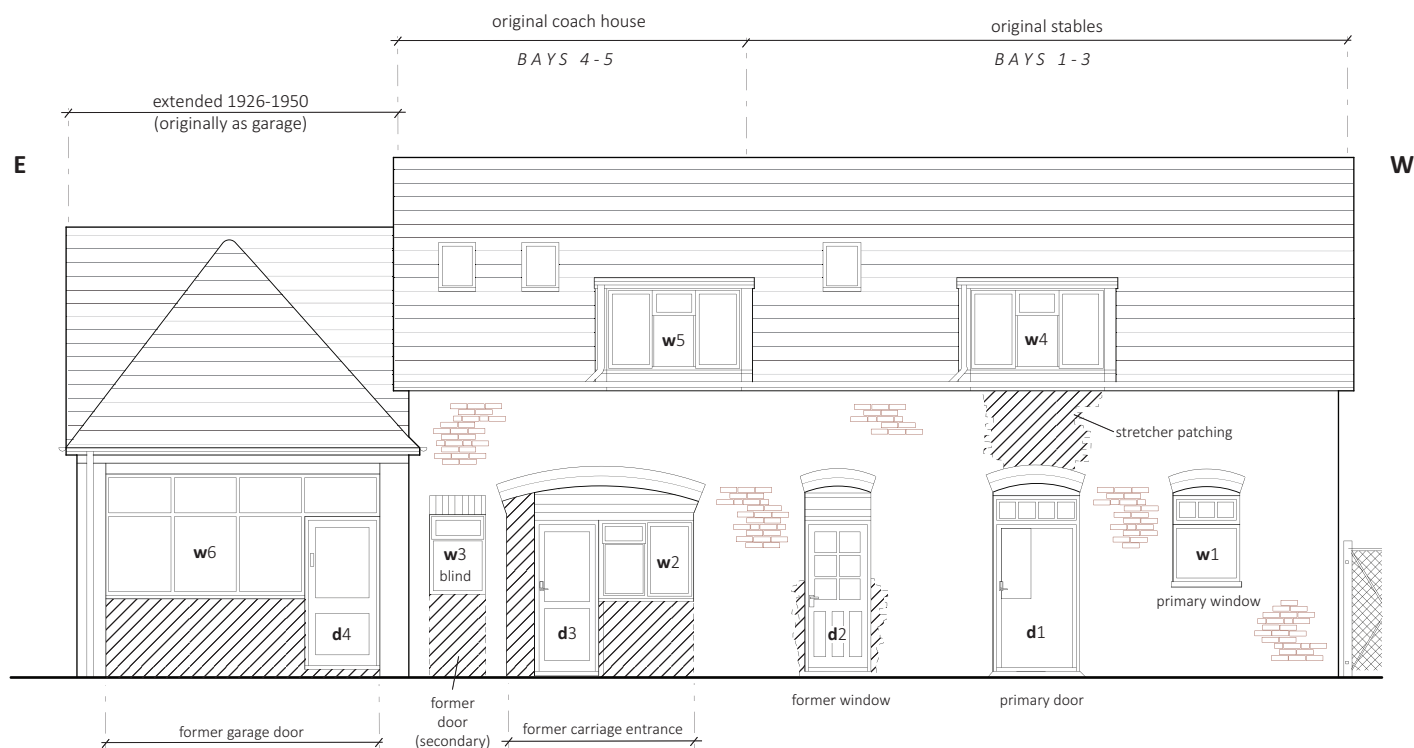 original coach house
original stables
BAYS 4-5
BAYS 1-3
extended 1926-1950
(originally as garage)
E
W
w5
w4
stretcher patching
w6
w3
blind
w2
w1
primary window
d4
d3
d2
d1
former
door
(secondary)
former window
primary door
former garage door
former carriage entrance